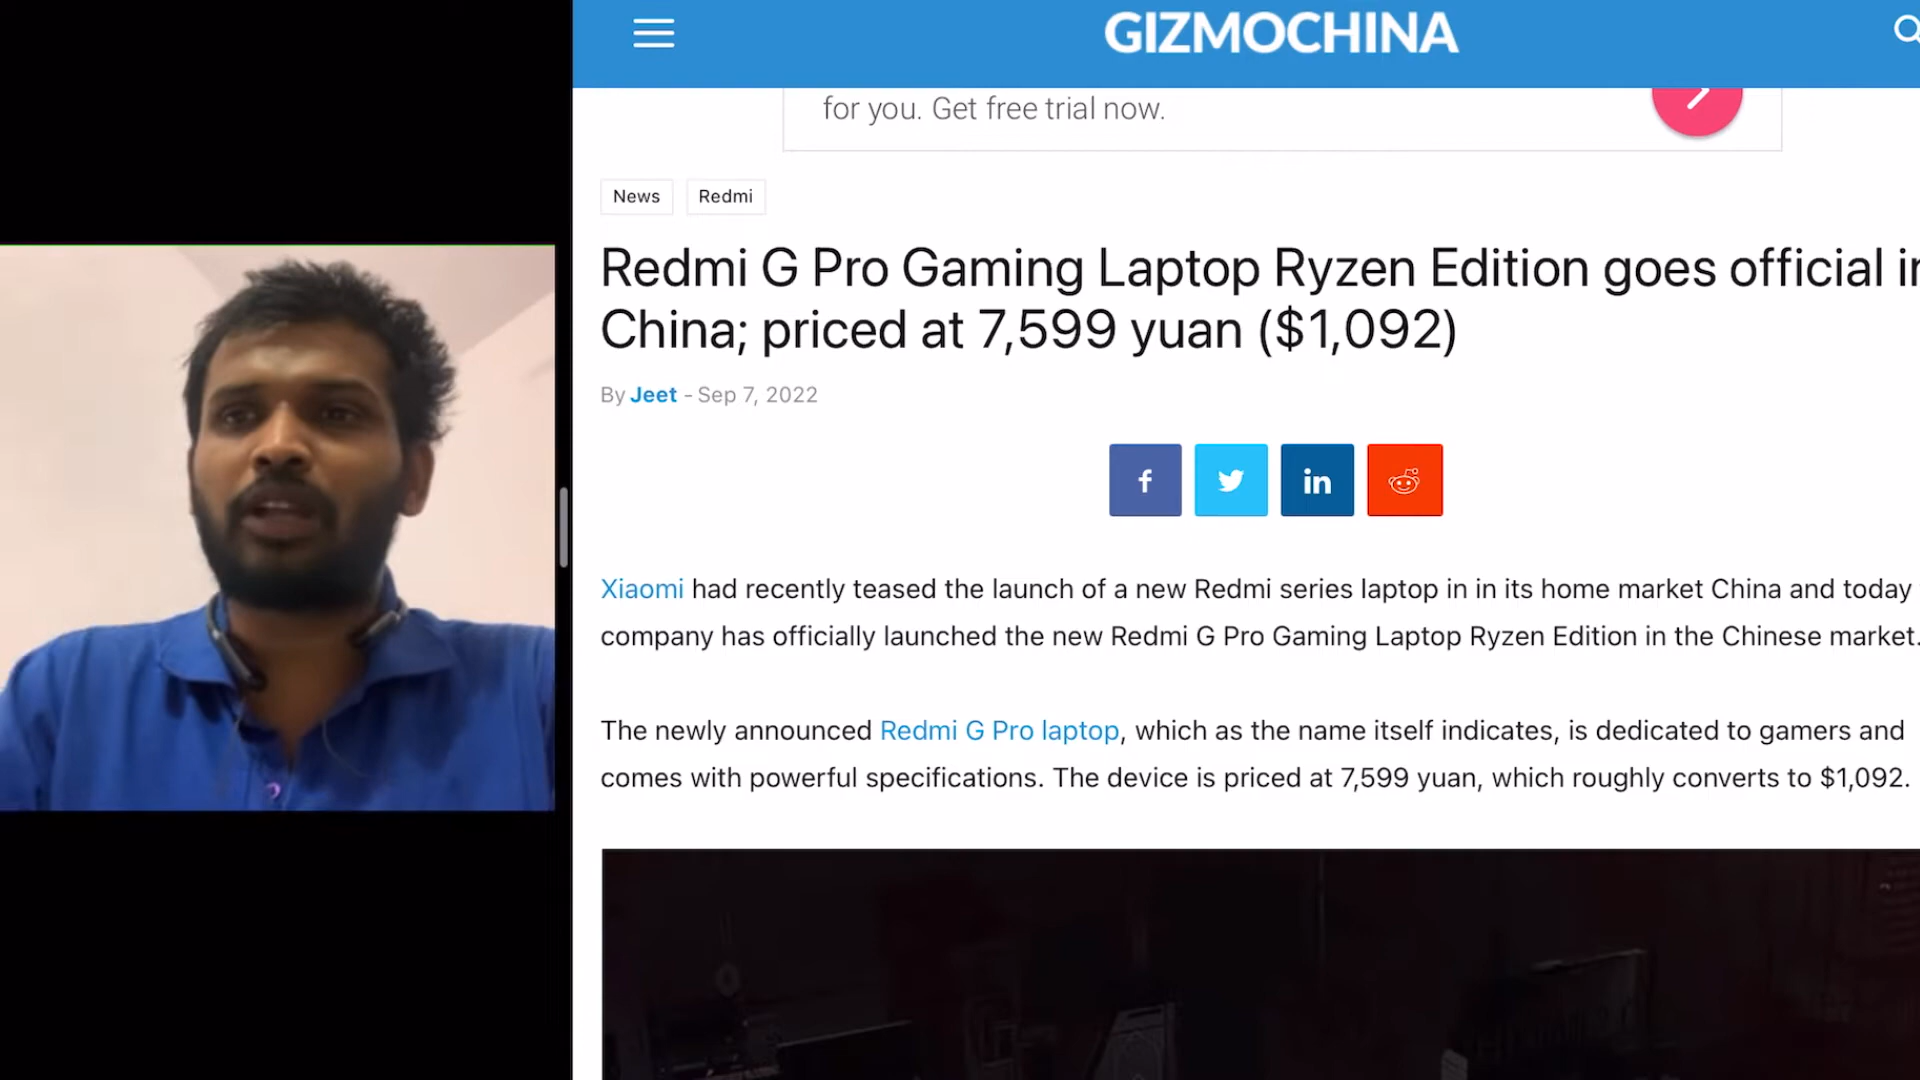 GIZMOCHINA
for you. Get free trial now.
News
Redmi
Redmi G Pro Gaming Laptop Ryzen Edition goes official in
China; priced at 7,599 yuan ($1,092)
By Jeet - Sep 7, 2022
Xiaomi had recently teased the launch of a new Redmi series laptop in in its home market China and today
company has officially launched the new Redmi G Pro Gaming Laptop Ryzen Edition in the Chinese market.
The newly announced Redmi G Pro laptop, which as the name itself indicates, is dedicated to gamers and
comes with powerful specifications. The device is priced at 7,599 yuan, which roughly converts to $1,092.